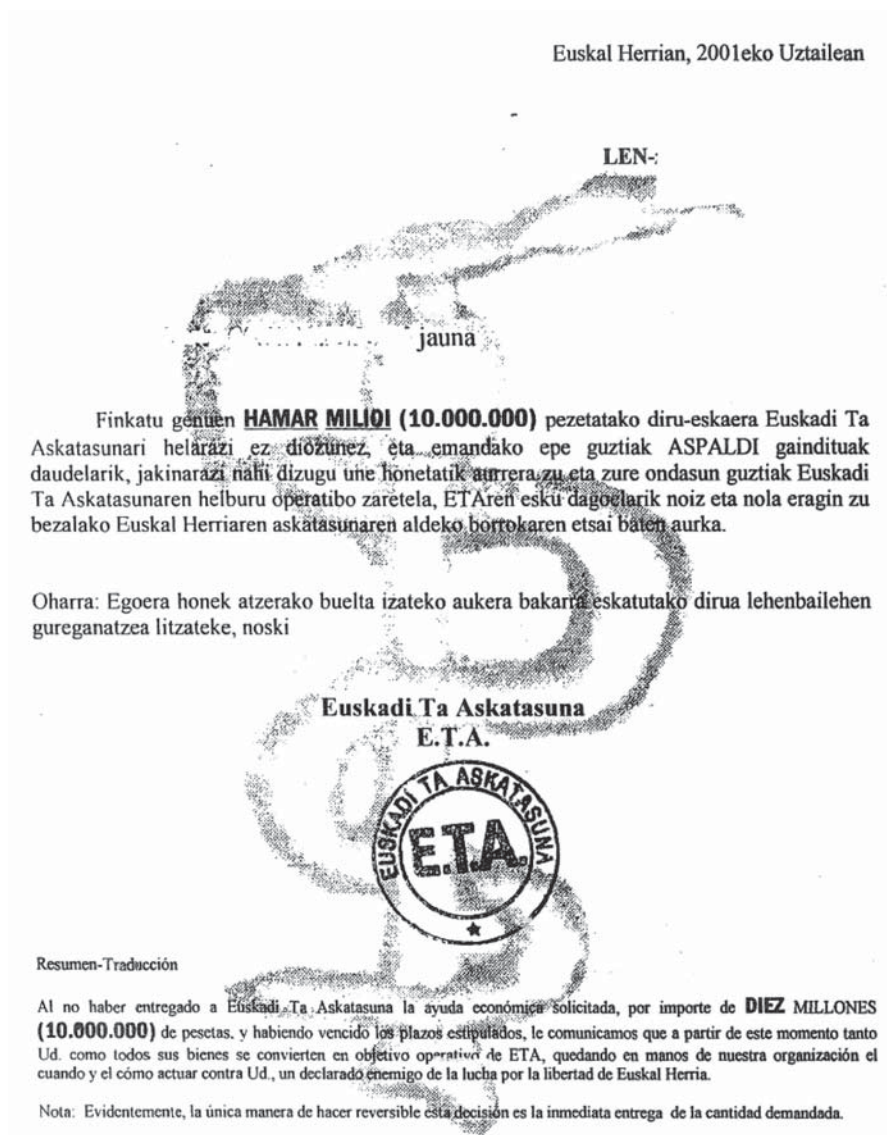 Euskal Herrian, 2001eko Uztailean
LEN-:
jauna
Finkatu genuen HAMAR MILIOI (10.000.000) pezetatako diru-eskaera Euskadi Ta
Askatasunari helarazi ez diozunez, eta emandako epe guztiak ASPALDI gaindituak
daudelarik, jakinarazi nahi dizugu une honetatik aurrera zu eta zure ondasun guztiak Euskadi
Ta Askatasunaren helburu operatibo zaretela, ETAren esku dagoelarik noiz eta nola eragin zu
bezalako Euskal Herriaren askatasunaren aldeko borrokaren etsai baten aurka.
Oharra: Egoera honek atzerako buelta izateko aukera bakarra eskatutako dirua lehenbailehen
gureganatzea litzateke, noski
Euskadi Ta Askatasuna
E.T.A.
EUSKADI TA ASKATASUNA
E.T.A.
Resumen-Traducción
Al no haber entregado a Euskadi Ta Askatasuna la ayuda económica solicitada, por importe de DIEZ MILLONES
(10.000.000) de pesetas, y habiendo vencido los plazos estipulados, le comunicamos que a partir de este momento tanto
Ud. como todos sus bienes se convierten en objetivo operativo de ETA, quedando en manos de nuestra organización el
cuando y el cómo actuar contra Ud., un declarado enemigo de la lucha por la libertad de Euskal Herria.
Nota: Evidentemente, la única manera de hacer reversible esta decisión es la inmediata entrega de la cantidad demandada.